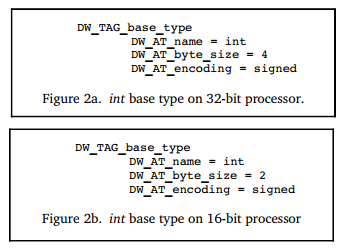 DW_TAG_base_type
DW_AT_name = int
DW_AT_byte_size = 4
DW_AT_encoding = signed
Figure 2a. int base type on 32-bit processor.
DW_TAG_base_type
DW_AT_name = int
DW_AT_byte_size = 2
DW_AT_encoding = signed
Figure 2b. int base type on 16-bit processor